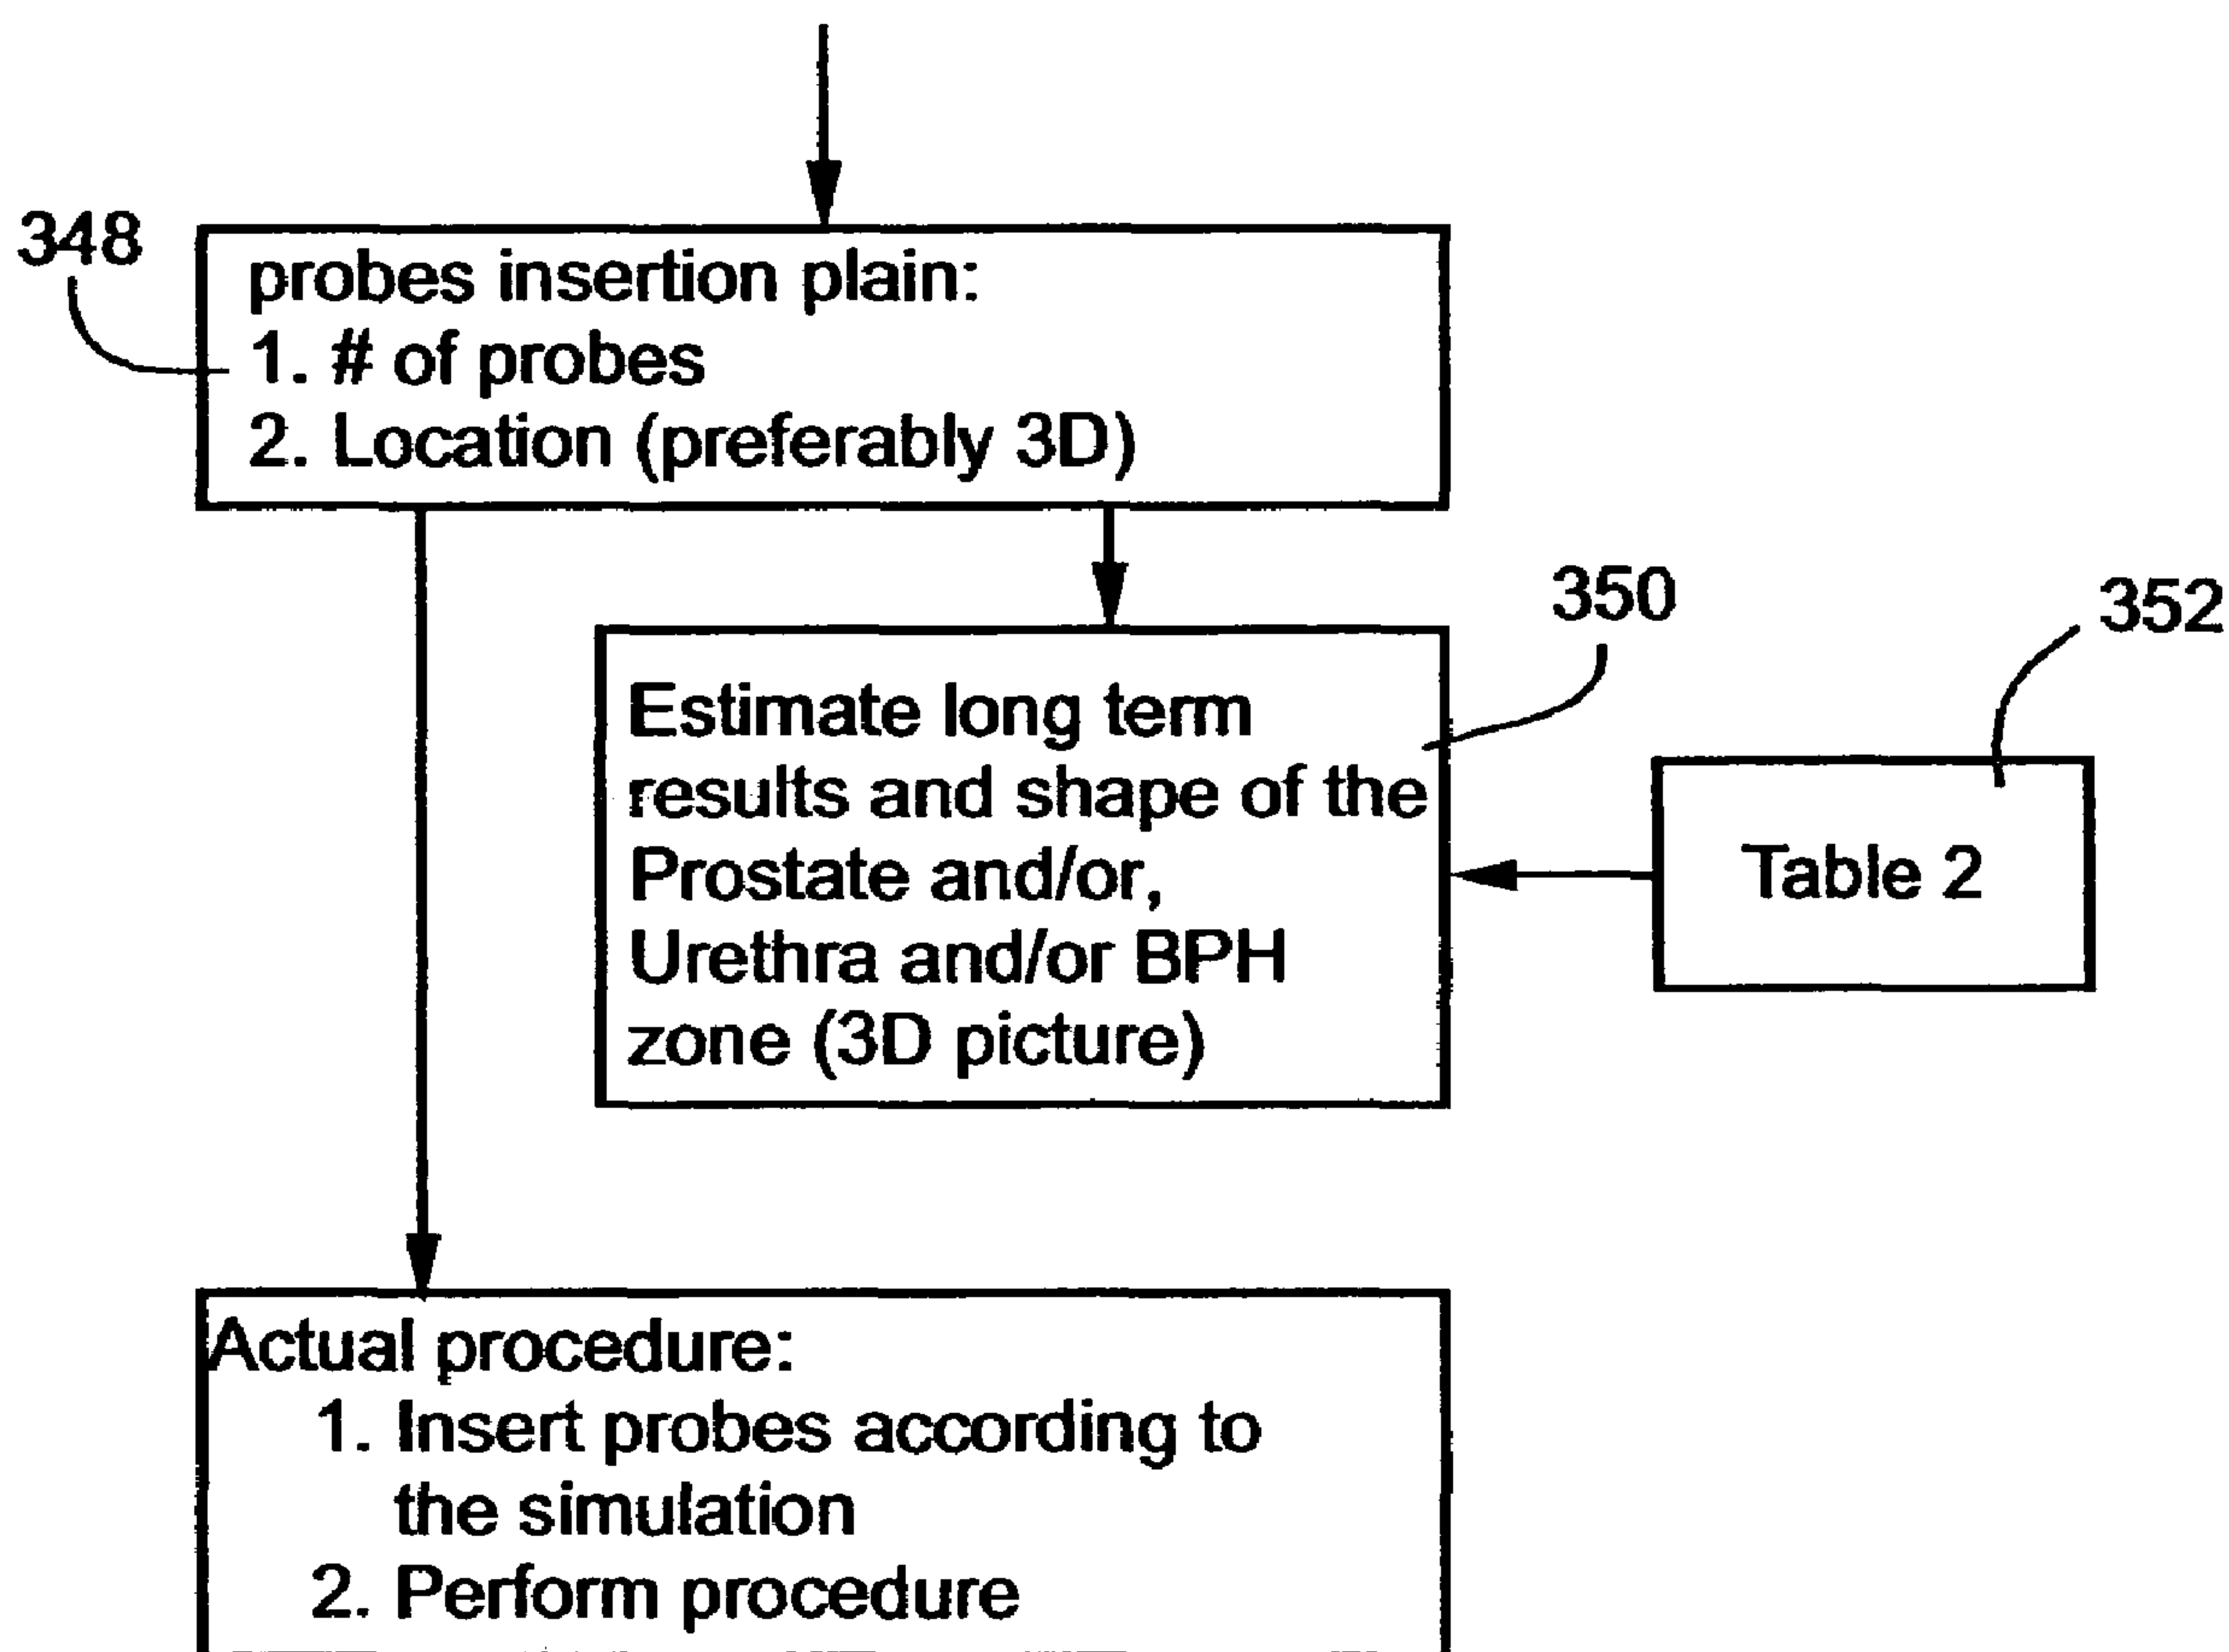 348
probes insertion plain:
1. # of probes
2. Location (preferably 3D)
350
352
Estimate long term
results and shape of the
Prostate and/or,
Urethra and/or BPH
zone (3D picture)
Table 2
Actual procedure:
1. Insert probes according to
the simulation
2. Perform procedure